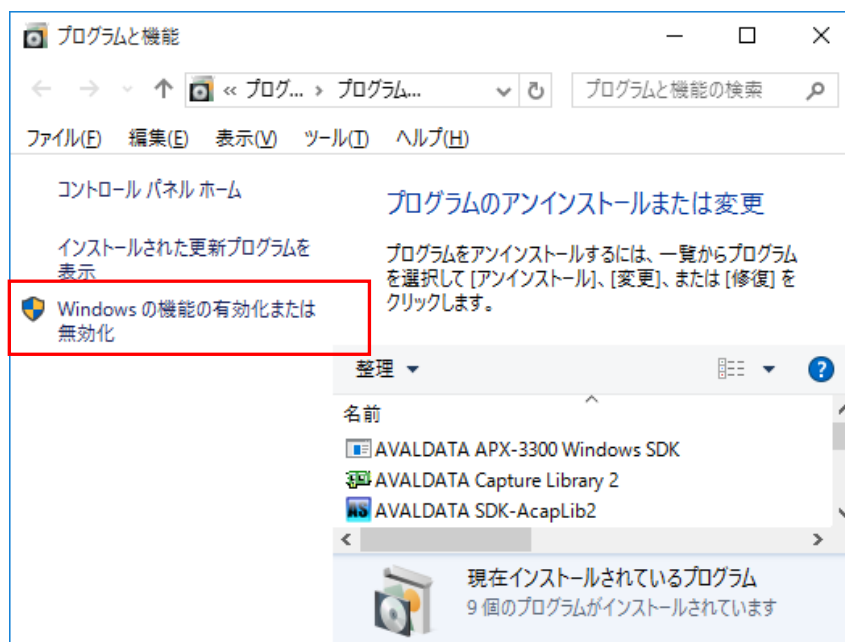 プログラムと機能
« プログ... › プログラム...
プログラムと機能の検索
ファイル(F) 編集(E) 表示(V) ツール(T) ヘルプ(H)
コントロール パネル ホーム
インストールされた更新プログラムを
表示
Windows の機能の有効化または
無効化
プログラムのアンインストールまたは変更
プログラムをアンインストールするには、一覧からプログラム
を選択して [アンインストール]、[変更]、または [修復] を
クリックします。
整理
名前
AVALDATA APX-3300 Windows SDK
AVALDATA Capture Library 2
AVALDATA SDK-AcapLib2
現在インストールされているプログラム
9 個のプログラムがインストールされています